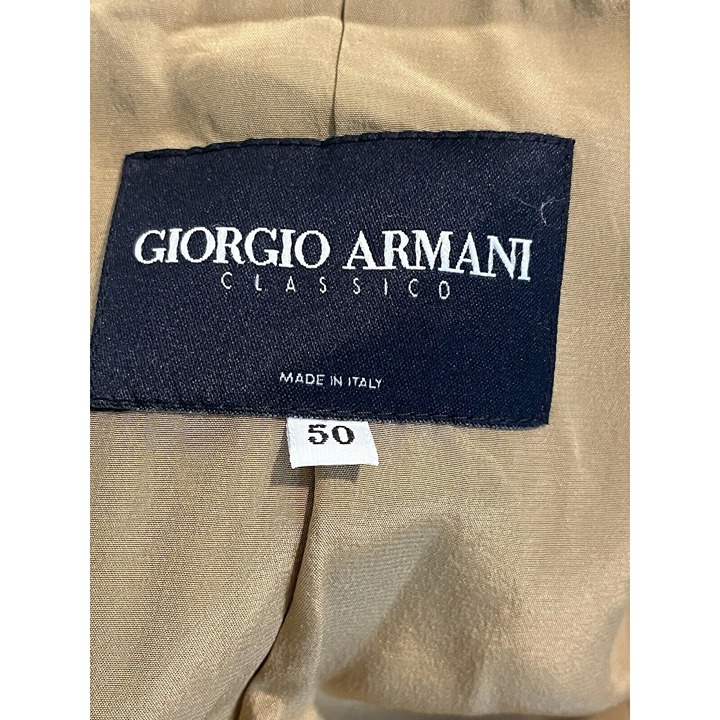 GIORGIO ARMANI
CLASSICO
MADE IN ITALY
50